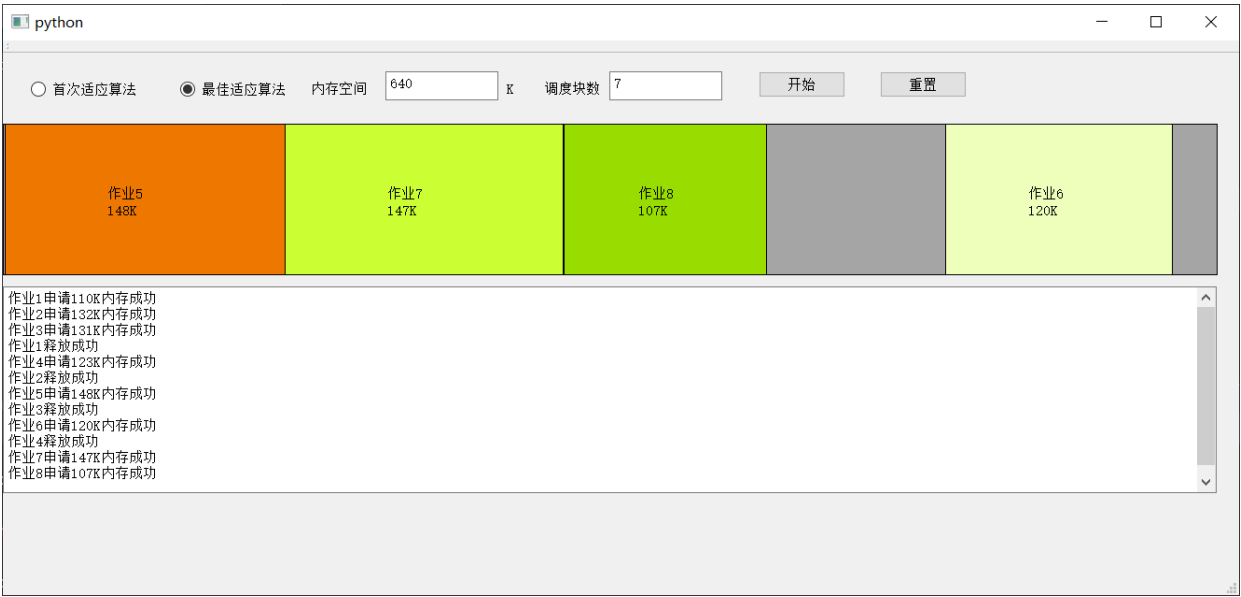 python
首次适应算法 最佳适应算法 内存空间 640 K 调度块数 7 开始 重置
作业5
148K
作业7
147K
作业8
107K
作业6
120K
作业1申请110K内存成功
作业2申请132K内存成功
作业3申请131K内存成功
作业1释放成功
作业4申请123K内存成功
作业2释放成功
作业5申请148K内存成功
作业3释放成功
作业6申请120K内存成功
作业4释放成功
作业7申请147K内存成功
作业8申请107K内存成功